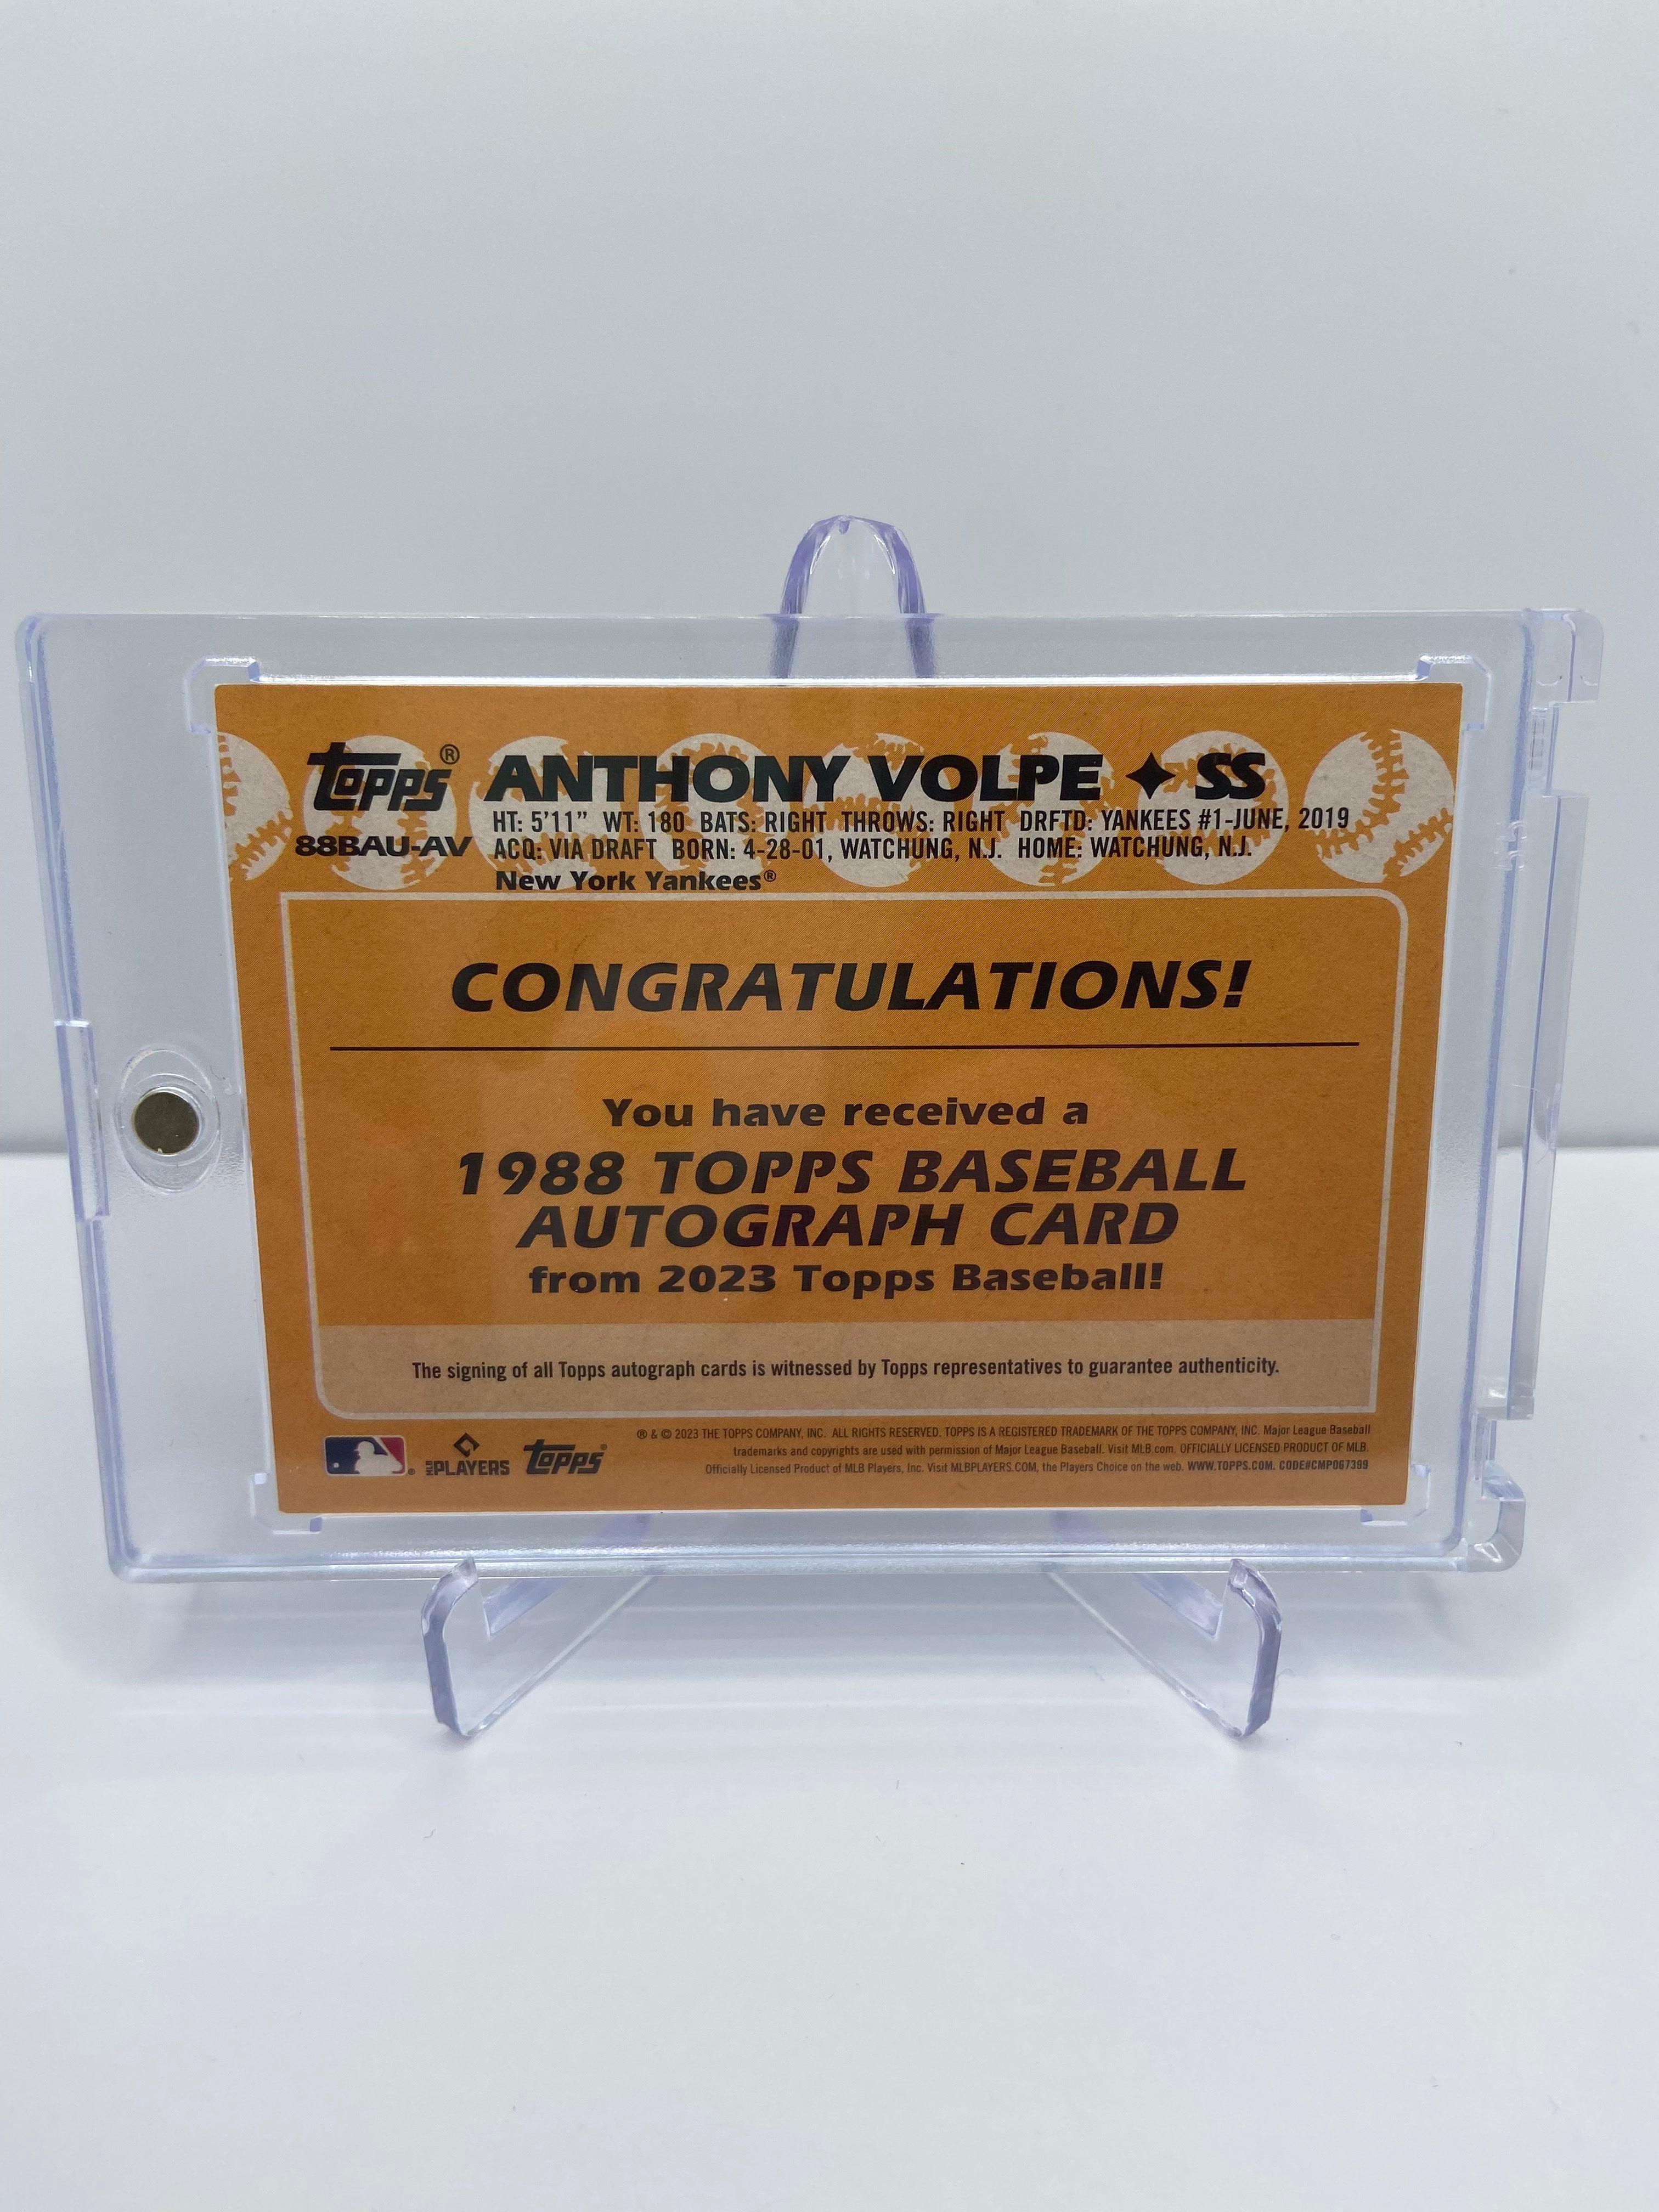 Topps®
ANTHONY VOLPE ✦ SS
88BAU-AV
HT: 5'11" WT: 180 BATS: RIGHT THROWS: RIGHT DRFTD: YANKEES #1-JUNE, 2019
ACQ: VIA DRAFT BORN: 4-28-01, WATCHUNG, N.J. HOME: WATCHUNG, N.J.
New York Yankees®
CONGRATULATIONS!
You have received a
1988 TOPPS BASEBALL
AUTOGRAPH CARD
from 2023 Topps Baseball!
The signing of all Topps autograph cards is witnessed by Topps representatives to guarantee authenticity.
MLB PLAYERS
Topps®
® & © 2023 THE TOPPS COMPANY, INC. ALL RIGHTS RESERVED. TOPPS IS A REGISTERED TRADEMARK OF THE TOPPS COMPANY, INC. Major League Baseball
trademarks and copyrights are used with permission of Major League Baseball. Visit MLB.com. OFFICIALLY LICENSED PRODUCT OF MLB.
Officially Licensed Product of MLB Players, Inc. Visit MLBPLAYERS.COM, the Players Choice on the web. WWW.TOPPS.COM. CODE#CMP067399